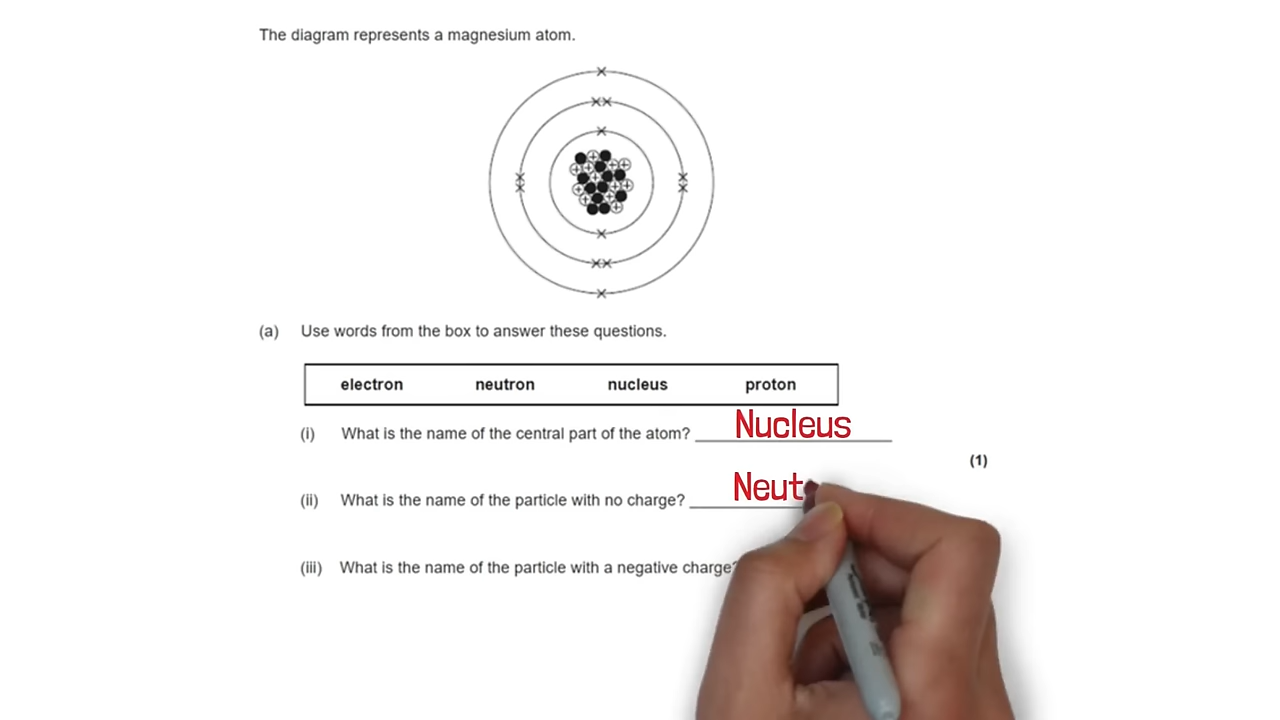 The diagram represents a magnesium atom.
(a) Use words from the box to answer these questions.
electron neutron nucleus proton
(i) What is the name of the central part of the atom? Nucleus
(1)
(ii) What is the name of the particle with no charge? Neut
(iii) What is the name of the particle with a negative charge?